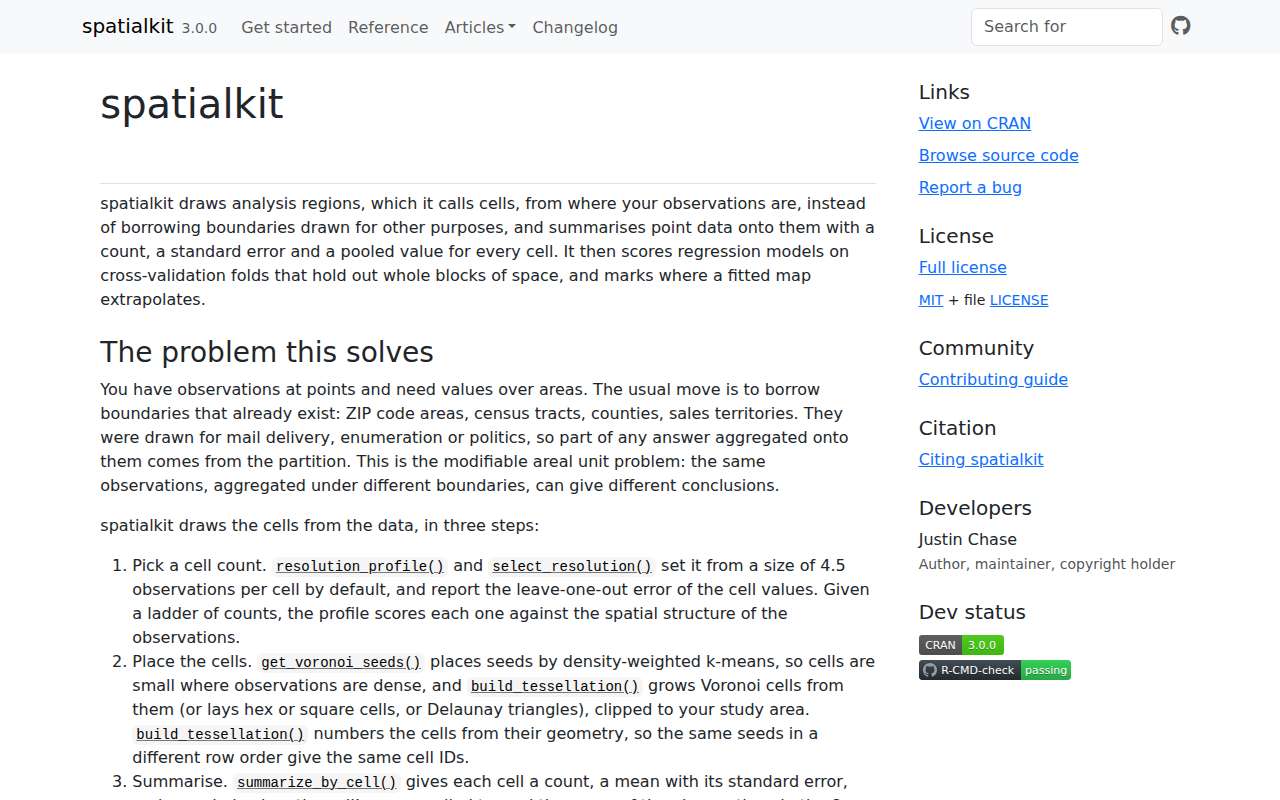 spatialkit 3.0.0 Get started Reference Articles Changelog Search for
spatialkit
spatialkit draws analysis regions, which it calls cells, from where your observations are, instead
of borrowing boundaries drawn for other purposes, and summarises point data onto them with a
count, a standard error and a pooled value for every cell. It then scores regression models on
cross-validation folds that hold out whole blocks of space, and marks where a fitted map
extrapolates.
The problem this solves
You have observations at points and need values over areas. The usual move is to borrow
boundaries that already exist: ZIP code areas, census tracts, counties, sales territories. They
were drawn for mail delivery, enumeration or politics, so part of any answer aggregated onto
them comes from the partition. This is the modifiable areal unit problem: the same
observations, aggregated under different boundaries, can give different conclusions.
spatialkit draws the cells from the data, in three steps:
1. Pick a cell count. resolution_profile() and select_resolution() set it from a size of 4.5
observations per cell by default, and report the leave-one-out error of the cell values. Given
a ladder of counts, the profile scores each one against the spatial structure of the
observations.
2. Place the cells. get_voronoi_seeds() places seeds by density-weighted k-means, so cells are
small where observations are dense, and build_tessellation() grows Voronoi cells from
them (or lays hex or square cells, or Delaunay triangles), clipped to your study area.
build_tessellation() numbers the cells from their geometry, so the same seeds in a
different row order give the same cell IDs.
3. Summarise. summarize_by_cell() gives each cell a count, a mean with its standard error,
Links
View on CRAN
Browse source code
Report a bug
License
Full license
MIT + file LICENSE
Community
Contributing guide
Citation
Citing spatialkit
Developers
Justin Chase
Author, maintainer, copyright holder
Dev status
CRAN 3.0.0
R-CMD-check passing